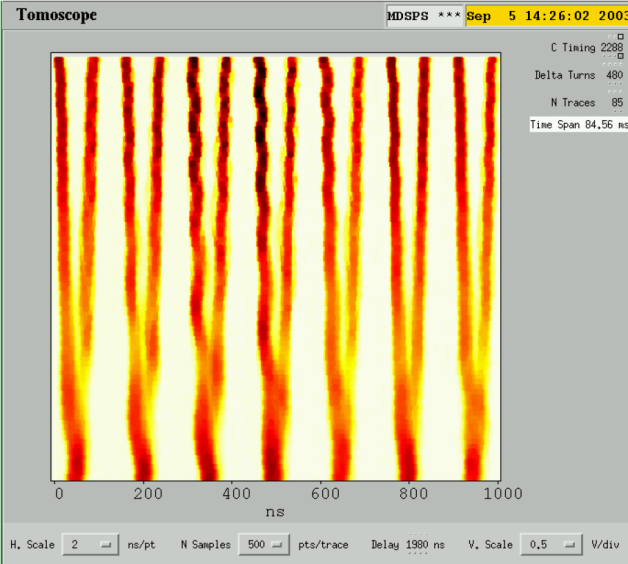 Tomoscope MDSPS *** Sep 5 14:26:02 2003
C Timing 2288
Delta Turns 480
N Traces 85
Time Span 84.56 ms
0 200 400 600 800 1000
ns
H. Scale 2 ns/pt N Samples 500 pts/trace Delay 1980 ns V. Scale 0.5 V/div